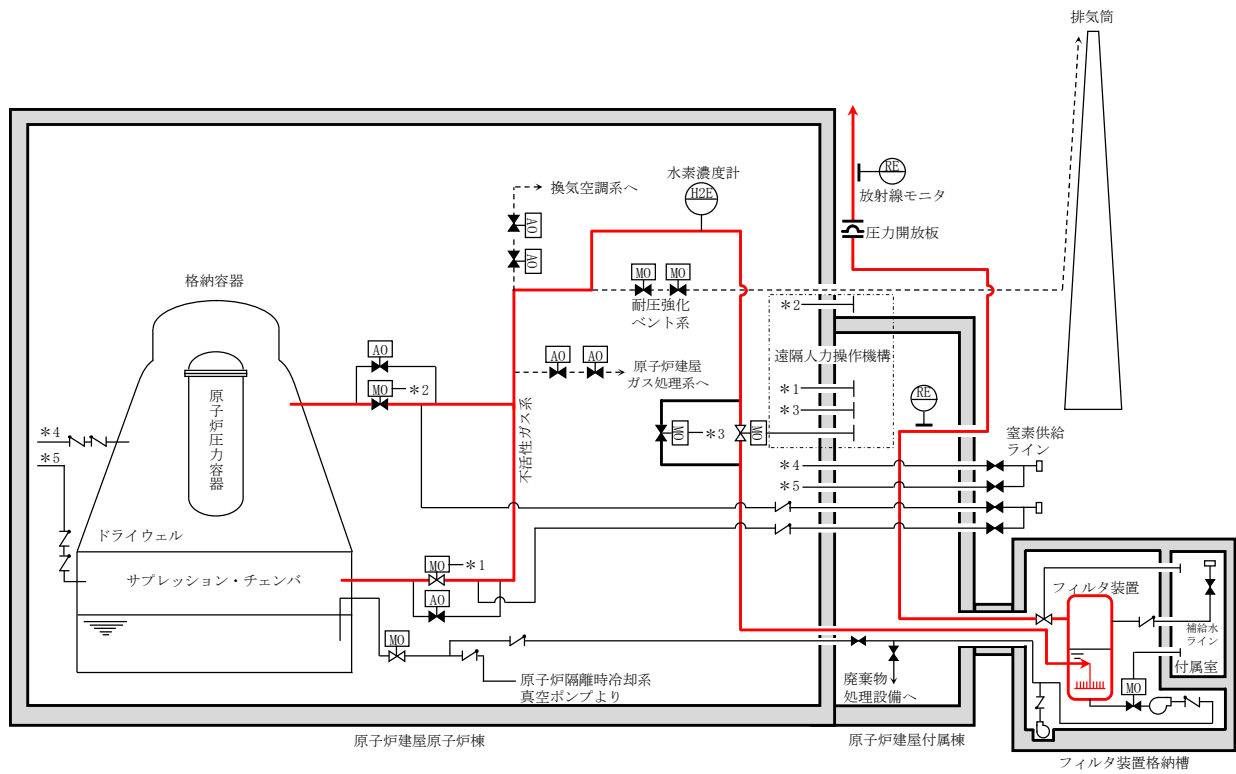 排気筒
水素濃度計
H2E
RE
放射線モニタ
換気空調系へ
AO
AO
圧力開放板
格納容器
MO
MO
耐圧強化
ベント系
＊2
遠隔人力操作機構
AO
MO
＊2
AO
AO
原子炉建屋
ガス処理系へ
＊1
＊3
RE
原子炉圧力容器
不活性ガス系
MO
＊3
MO
＊4
＊5
＊4
＊5
窒素供給
ライン
ドライウェル
サプレッション・チェンバ
MO
＊1
AO
フィルタ装置
補給水
ライン
付属室
MO
MO
原子炉隔離時冷却系
真空ポンプより
廃棄物
処理設備へ
原子炉建屋原子炉棟
原子炉建屋付属棟
フィルタ装置格納槽